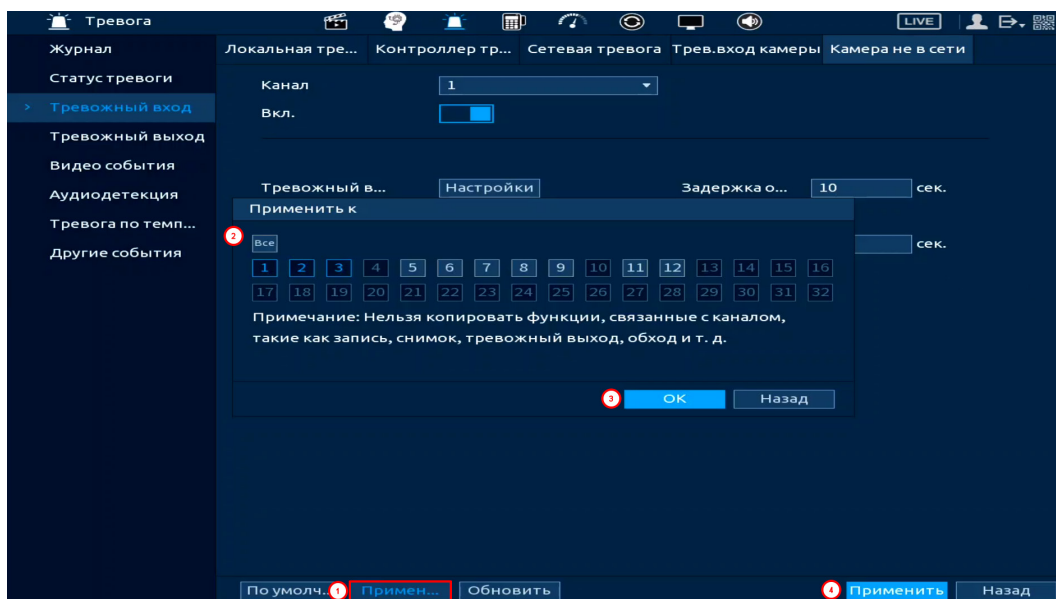 Тревога
LIVE
Журнал
Статус тревоги
Тревожный вход
Тревожный выход
Видео события
Аудиодетекция
Тревога по темп...
Другие события
Локальная тре... Контроллер тр... Сетевая тревога Трев.вход камеры Камера не в сети
Канал 1
Вкл.
Тревожный в... Настройки Задержка о... 10 сек.
Применить к
сек.
2
Все
1 2 3 4 5 6 7 8 9 10 11 12 13 14 15 16
17 18 19 20 21 22 23 24 25 26 27 28 29 30 31 32
Примечание: Нельзя копировать функции, связанные с каналом,
такие как запись, снимок, тревожный выход, обход и т. д.
3 OK Назад
По умолч... 1 Примен... Обновить 4 Применить Назад